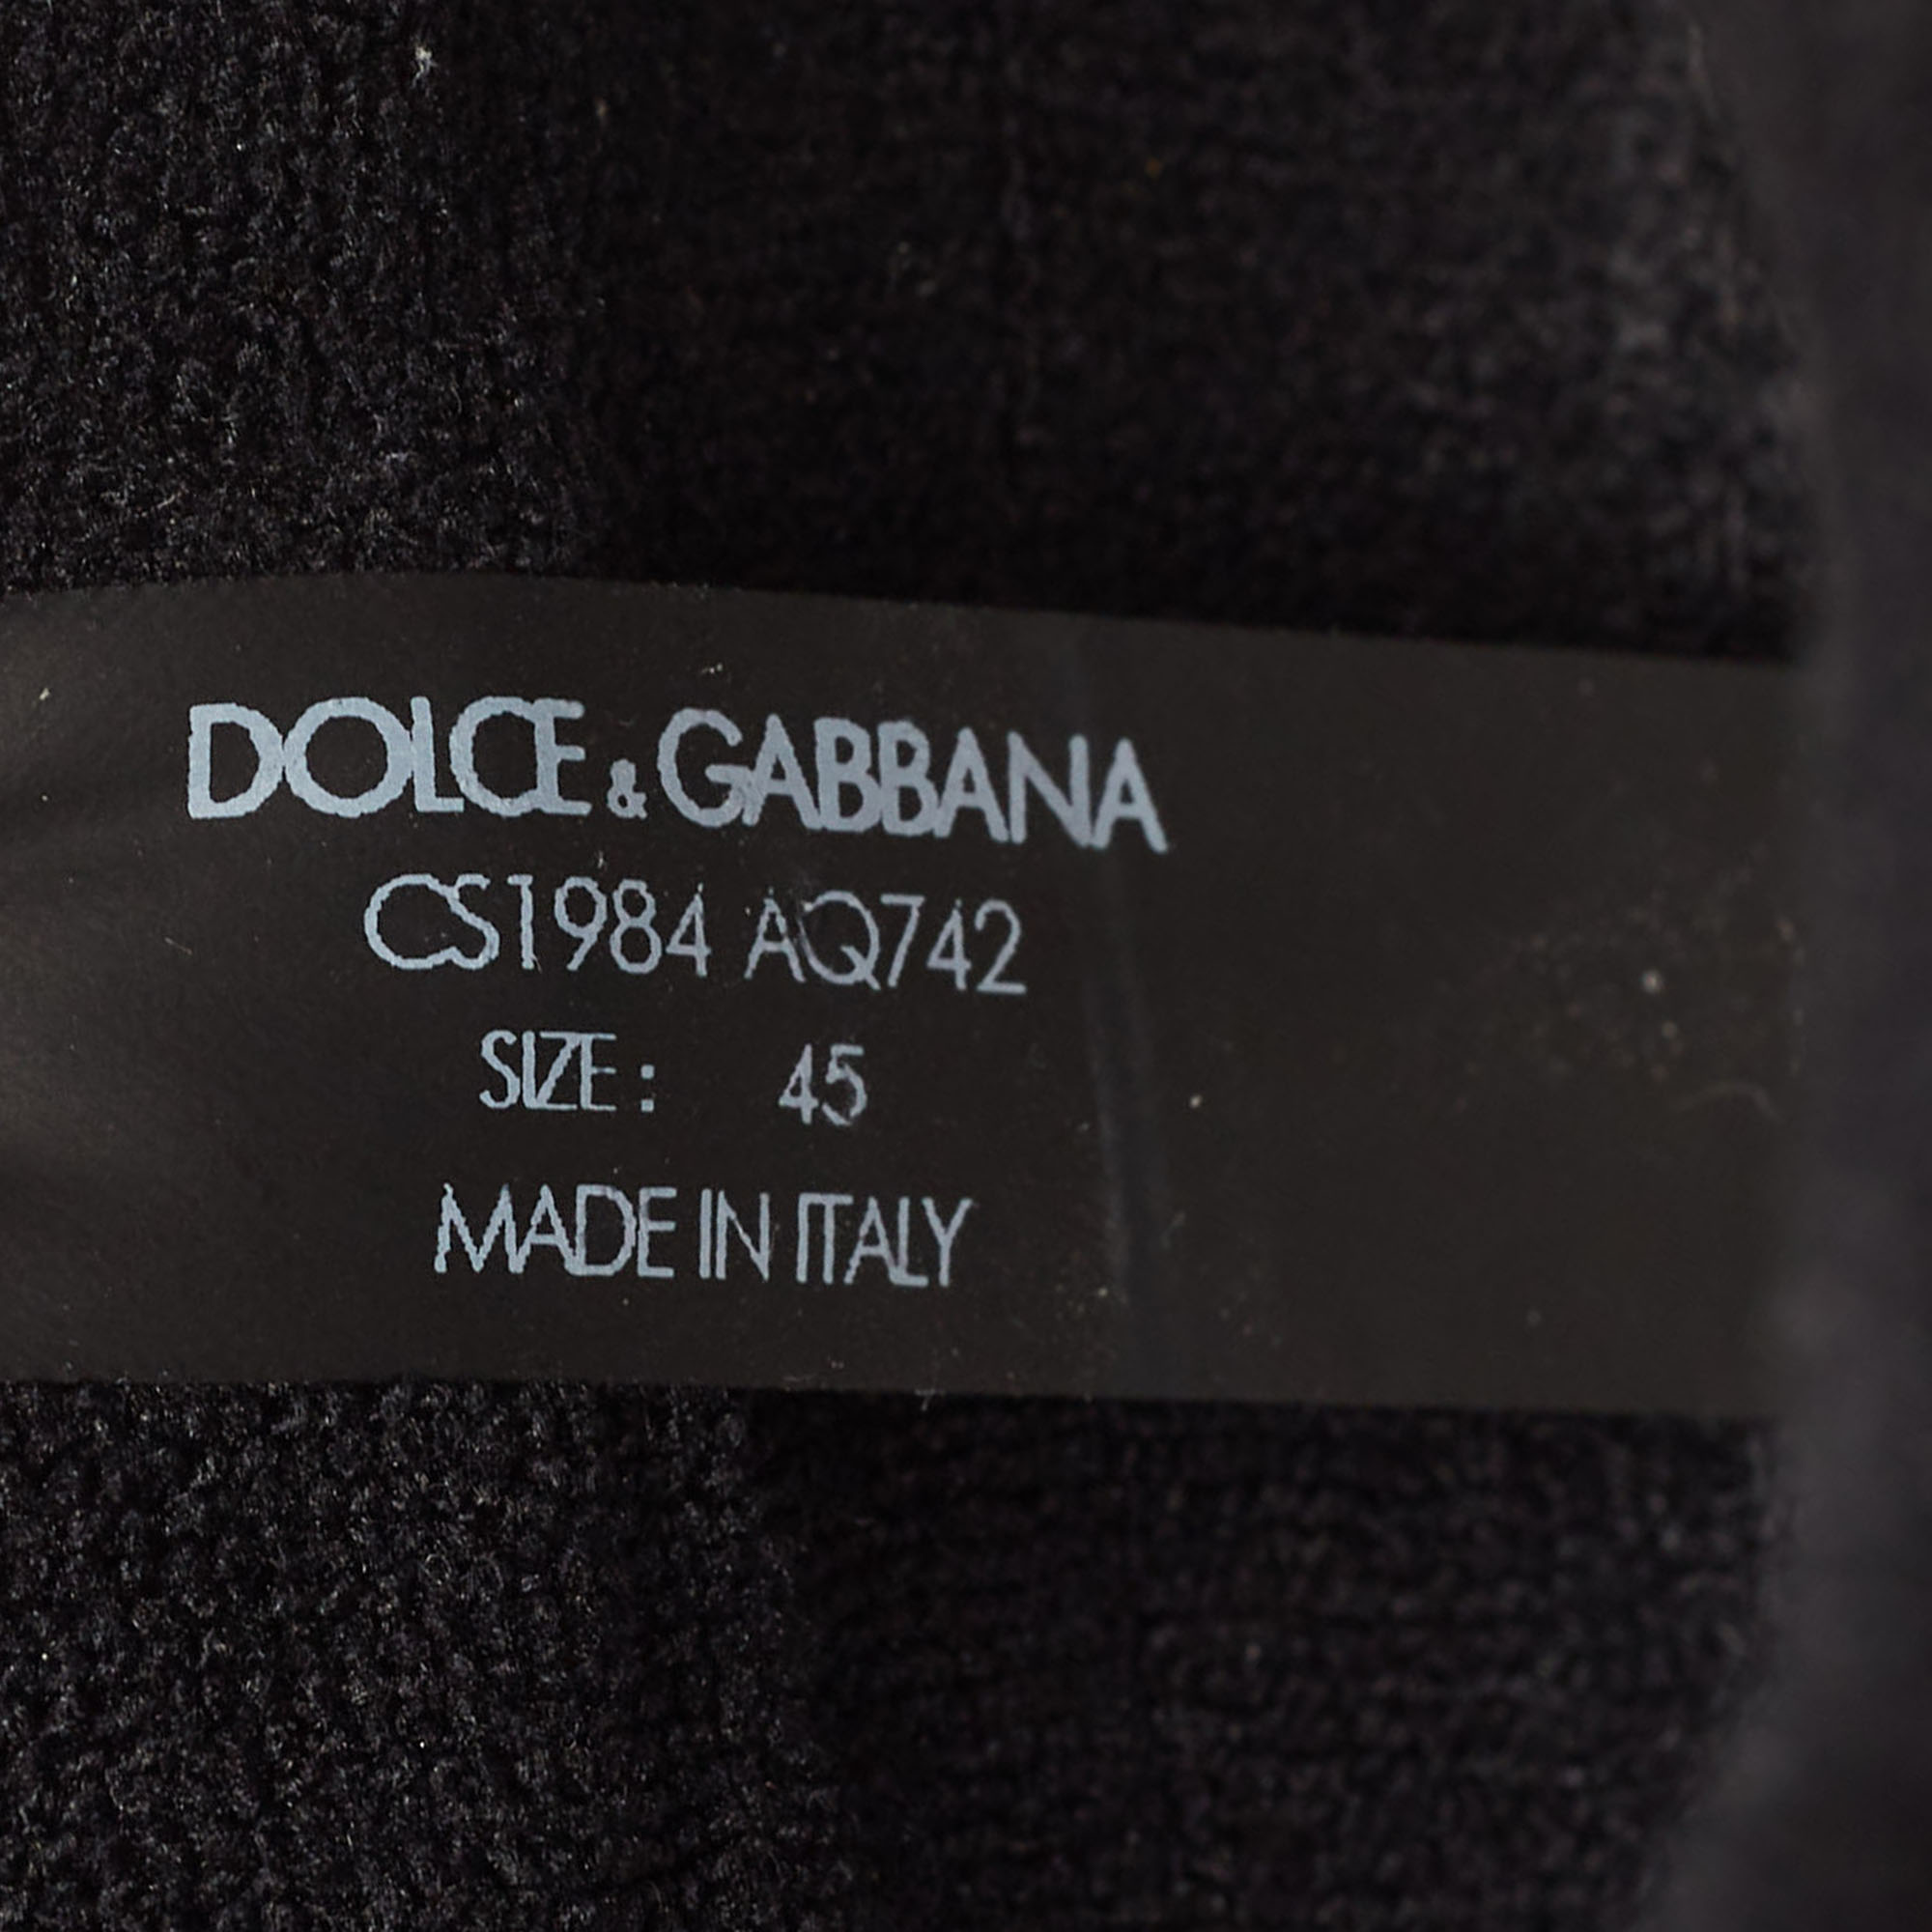 DOLCE & GABBANA
CS1984 AQ742
SIZE: 45
MADE IN ITALY